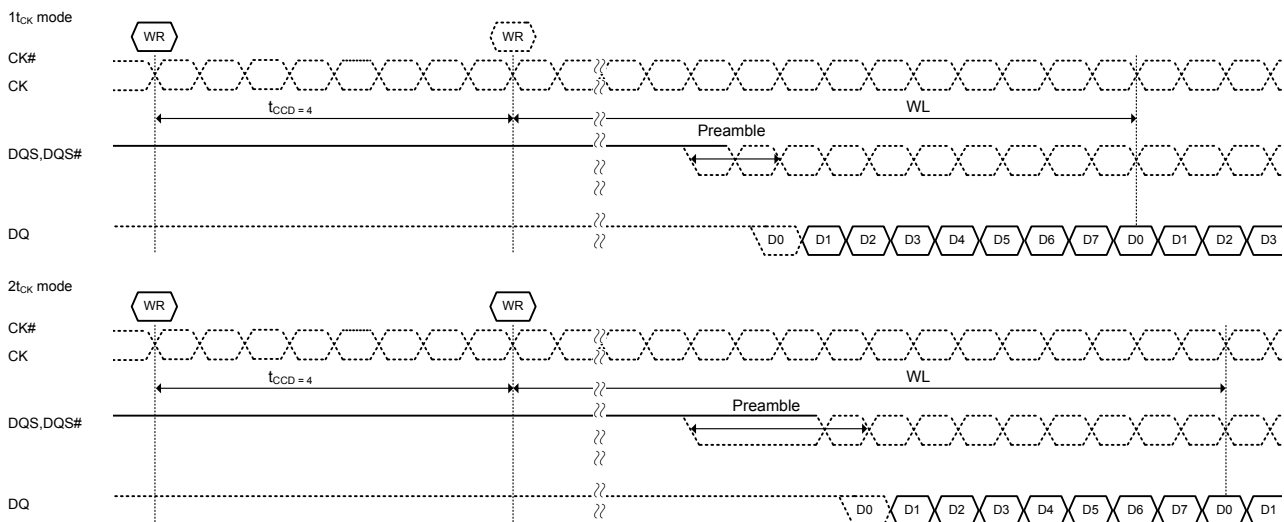 1tCK mode
WR WR
CK#
CK
tCCD = 4 WL
Preamble
DQS,DQS#
DQ D0 D1 D2 D3 D4 D5 D6 D7 D0 D1 D2 D3
2tCK mode
WR WR
CK#
CK
tCCD = 4 WL
Preamble
DQS,DQS#
DQ D0 D1 D2 D3 D4 D5 D6 D7 D0 D1